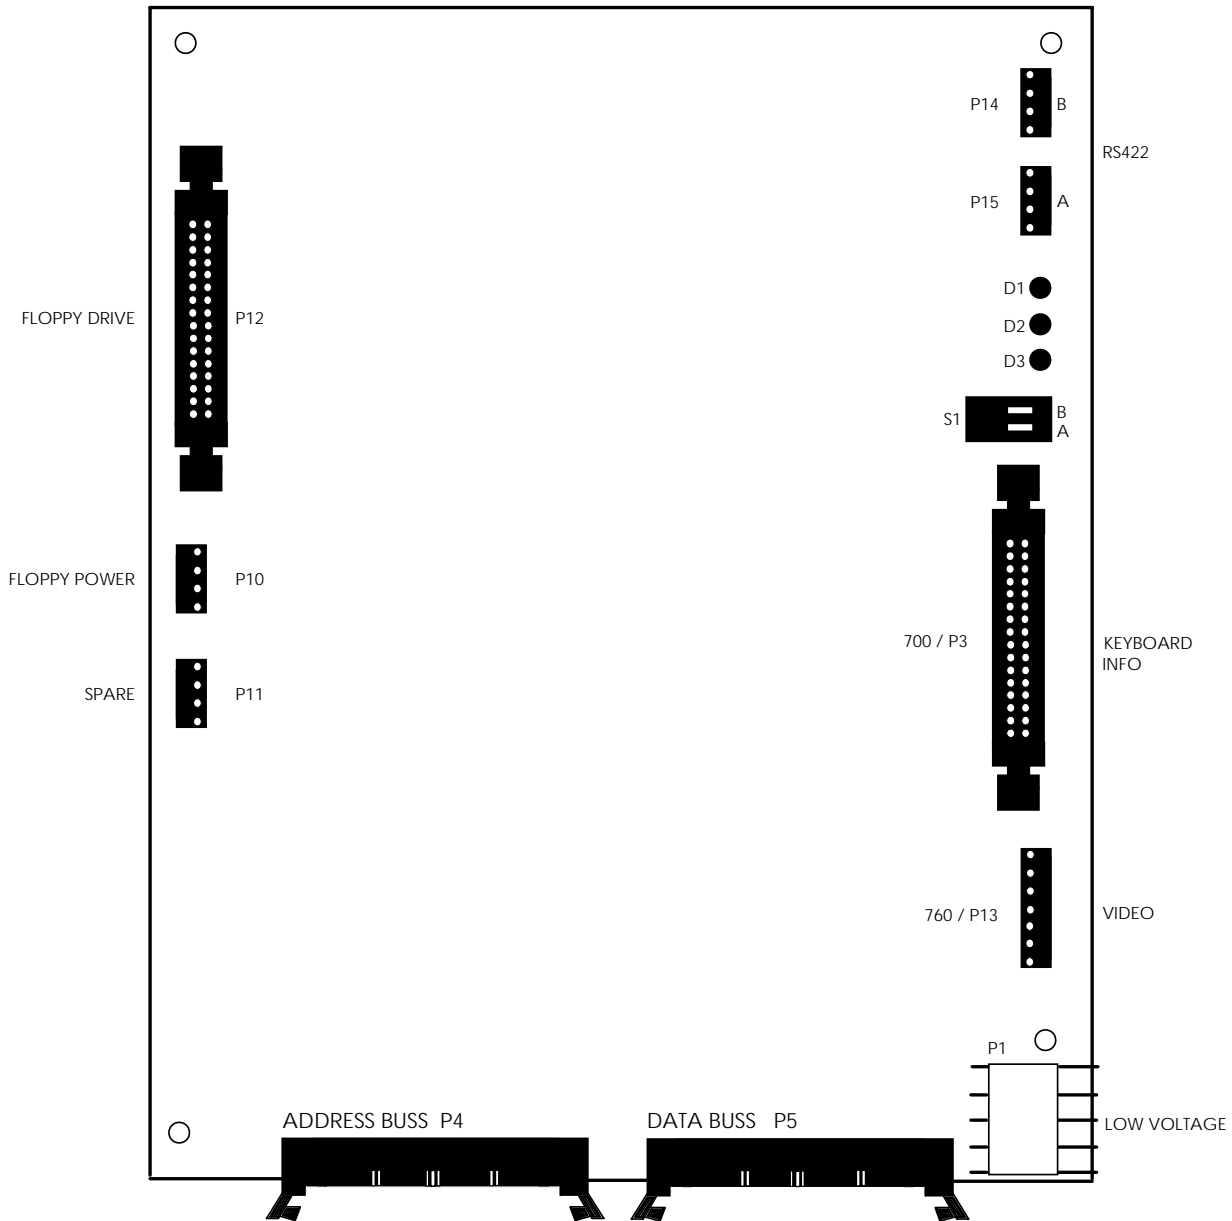 P14 B
RS422
P15 A
D1
FLOPPY DRIVE P12
D2
D3
S1 B
A
FLOPPY POWER P10
700 / P3 KEYBOARD
INFO
SPARE P11
760 / P13 VIDEO
P1
ADDRESS BUSS P4 DATA BUSS P5 LOW VOLTAGE